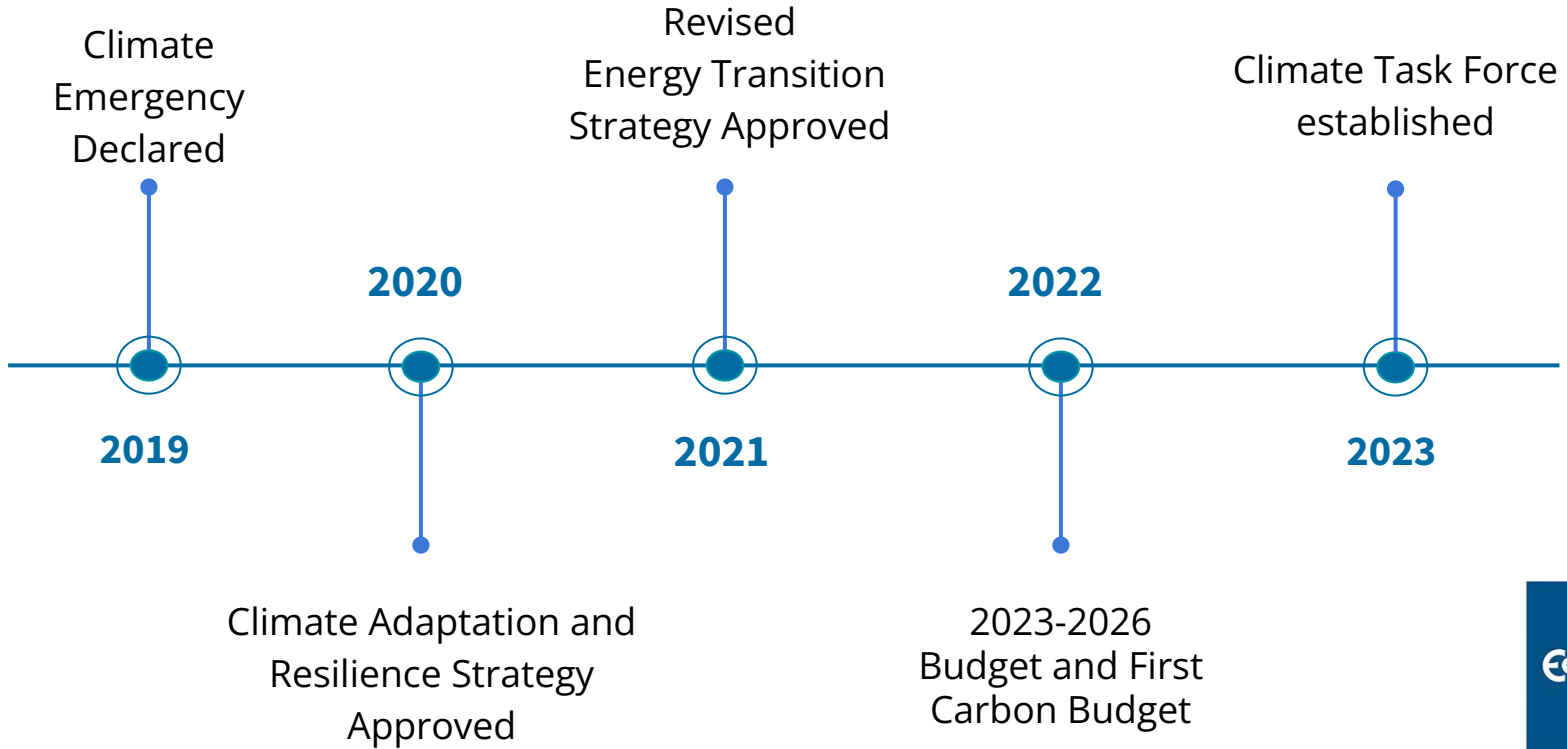 Climate
Emergency
Declared
Revised
Energy Transition
Strategy Approved
Climate Task Force
established
2020
2022
2019
2021
2023
Climate Adaptation and
Resilience Strategy
Approved
2023-2026
Budget and First
Carbon Budget